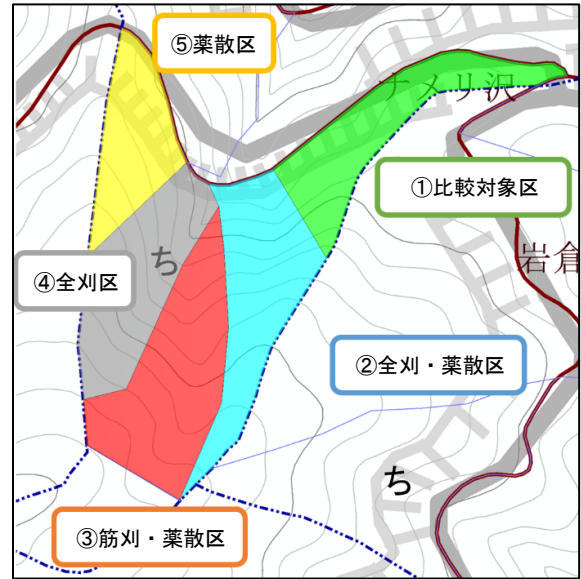 ⑤薬散区
ナメリ沢
①比較対象区
岩倉
ち
④全刈区
②全刈・薬散区
ち
③筋刈・薬散区